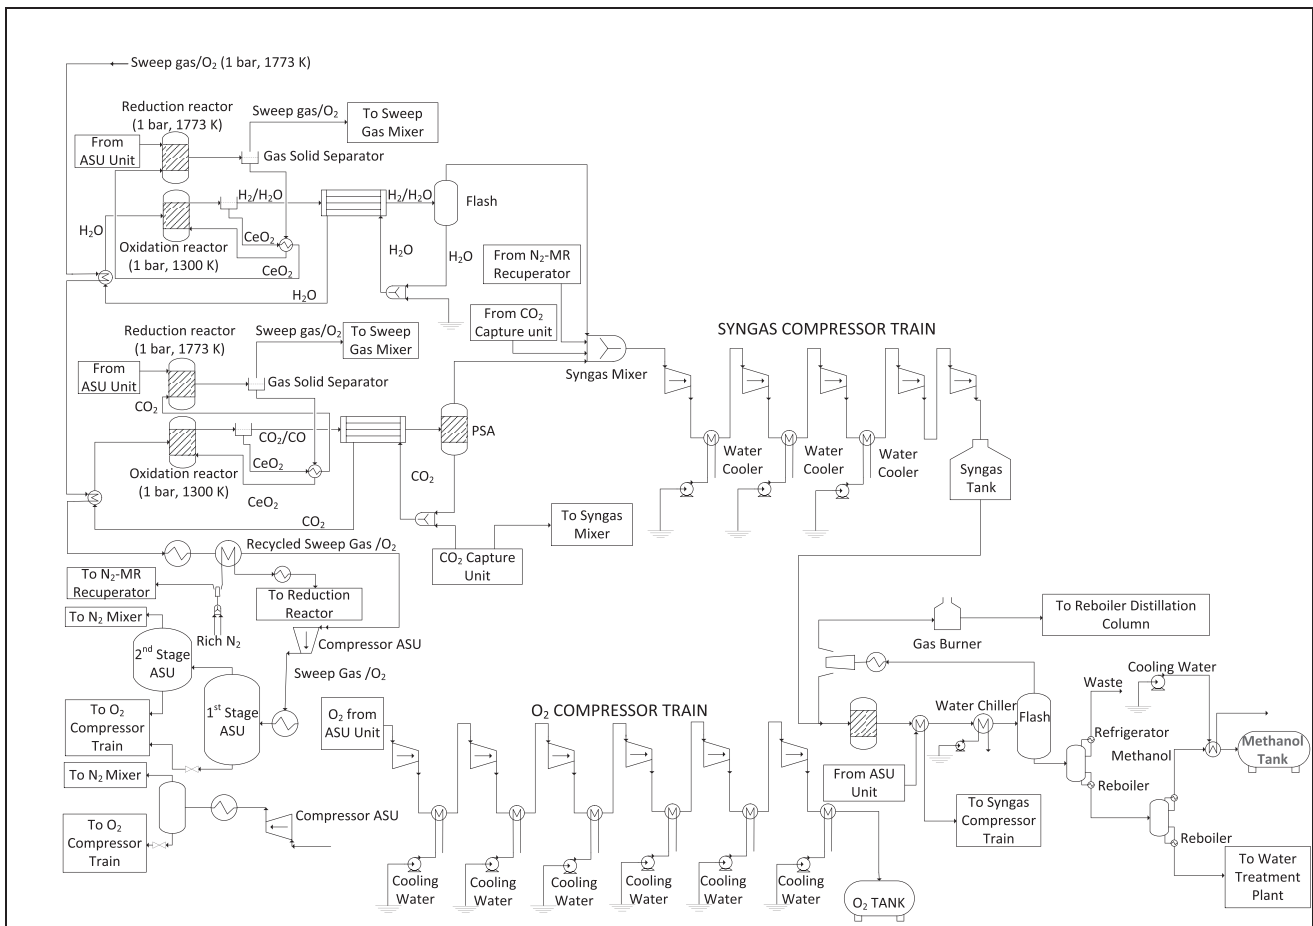 Sweep gas/O₂ (1 bar, 1773 K)
Reduction reactor
(1 bar, 1773 K)
Sweep gas/O₂
To Sweep
Gas Mixer
From
ASU Unit
Gas Solid Separator
H₂/H₂O
H₂/H₂O
Flash
H₂O
CeO₂
Oxidation reactor
(1 bar, 1300 K)
CeO₂
H₂O
H₂O
H₂O
From N₂-MR
Recuperator
From CO₂
Capture unit
Syngas Mixer
SYNGAS COMPRESSOR TRAIN
Water
Cooler
Water
Cooler
Water
Cooler
Syngas
Tank
Reduction reactor
(1 bar, 1773 K)
Sweep gas/O₂
To Sweep
Gas Mixer
From
ASU Unit
Gas Solid Separator
CO₂
CO₂/CO
PSA
CeO₂
Oxidation reactor
(1 bar, 1300 K)
CeO₂
CO₂
CO₂
To Syngas
Mixer
CO₂ Capture
Unit
Recycled Sweep Gas /O₂
To N₂-MR
Recuperator
To Reduction
Reactor
To N₂ Mixer
Rich N₂
Compressor ASU
2nd Stage
ASU
Sweep Gas /O₂
1st Stage
ASU
To O₂
Compressor
Train
To N₂ Mixer
Compressor ASU
To O₂
Compressor
Train
O₂ from
ASU Unit
O₂ COMPRESSOR TRAIN
Cooling
Water
Cooling
Water
Cooling
Water
Cooling
Water
Cooling
Water
Cooling
Water
O₂ TANK
Gas Burner
To Reboiler Distillation
Column
Water Chiller
Flash
Waste
Cooling Water
Refrigerator
Methanol
Methanol
Tank
Reboiler
From ASU
Unit
To Syngas
Compressor
Train
Reboiler
To Water
Treatment
Plant